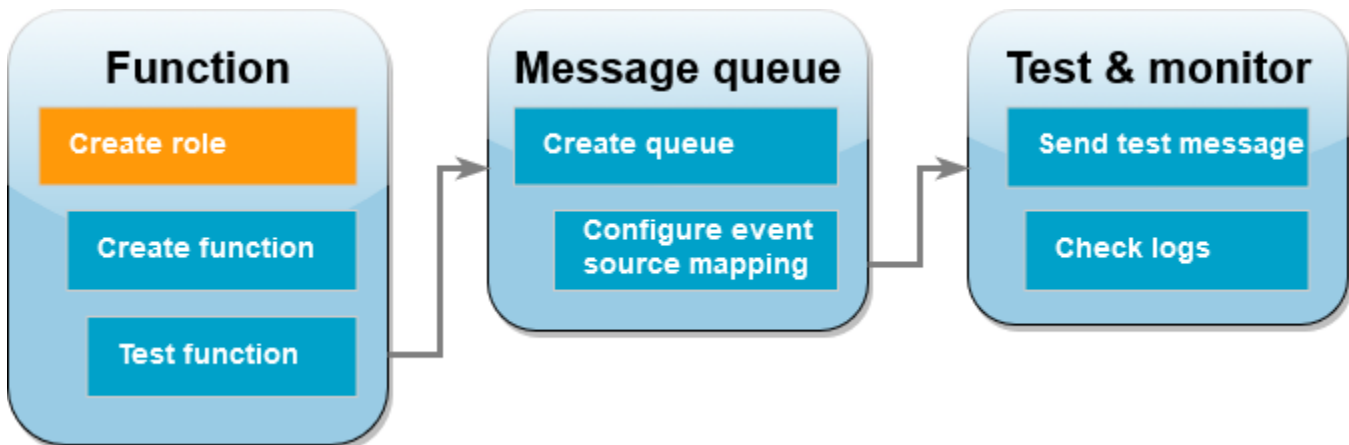 Function
Create role
Create function
Test function
Message queue
Create queue
Configure event
source mapping
Test & monitor
Send test message
Check logs